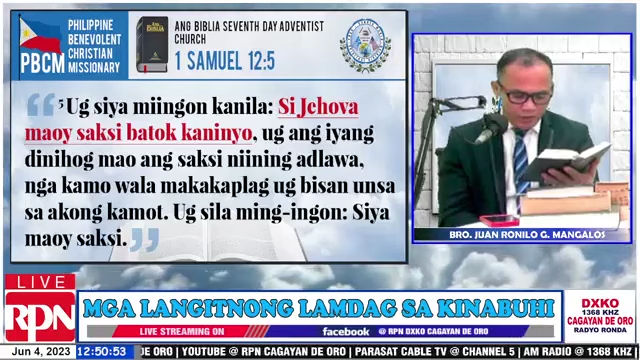 PBCM
PHILIPPINE
BENEVOLENT
CHRISTIAN
MISSIONARY
ANG BIBLIA SEVENTH DAY ADVENTIST
CHURCH
1 SAMUEL 12:5
5 Ug siya miingon kanila: Si Jehova
maoy saksi batok kaninyo, ug ang iyang
dinihog mao ang saksi niining adlawa,
nga kamo wala makakaplag ug bisan unsa
sa akong kamot. Ug sila ming-ingon: Siya
maoy saksi.
BRO. JUAN RONILO G. MANGALOS
LIVE
RPN
MGA LANGITNONG LAMDAG SA KINABUHI
LIVE STREAMING ON facebook @ RPN DXKO CAGAYAN DE ORO
DXKO
1368 KHZ
CAGAYAN DE ORO
RADYO RONDA
Jun 4, 2023 12:50:53 DE ORO | YOUTUBE @ RPN CAGAYAN DE ORO | PARASAT CABLE TV @ CHANNEL 5 | AM RADIO @ 1368 K